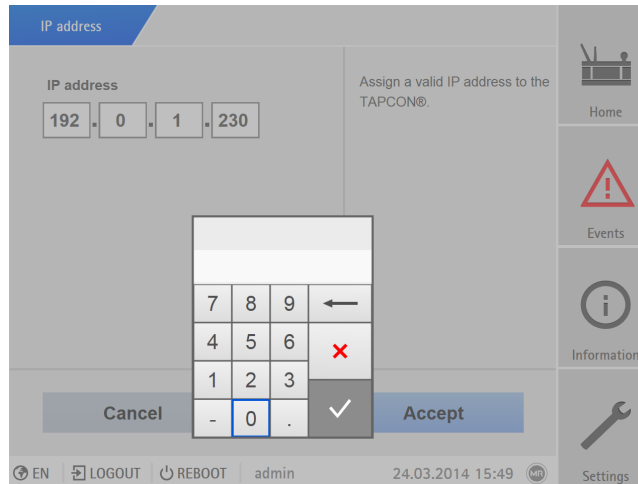 IP address
IP address
192 . 0 . 1 . 230
Assign a valid IP address to the
TAPCON®.
Home
Events
Information
Settings
7 8 9
4 5 6
1 2 3
- 0 .
Cancel
Accept
EN LOGOUT REBOOT admin 24.03.2014 15:49 MR